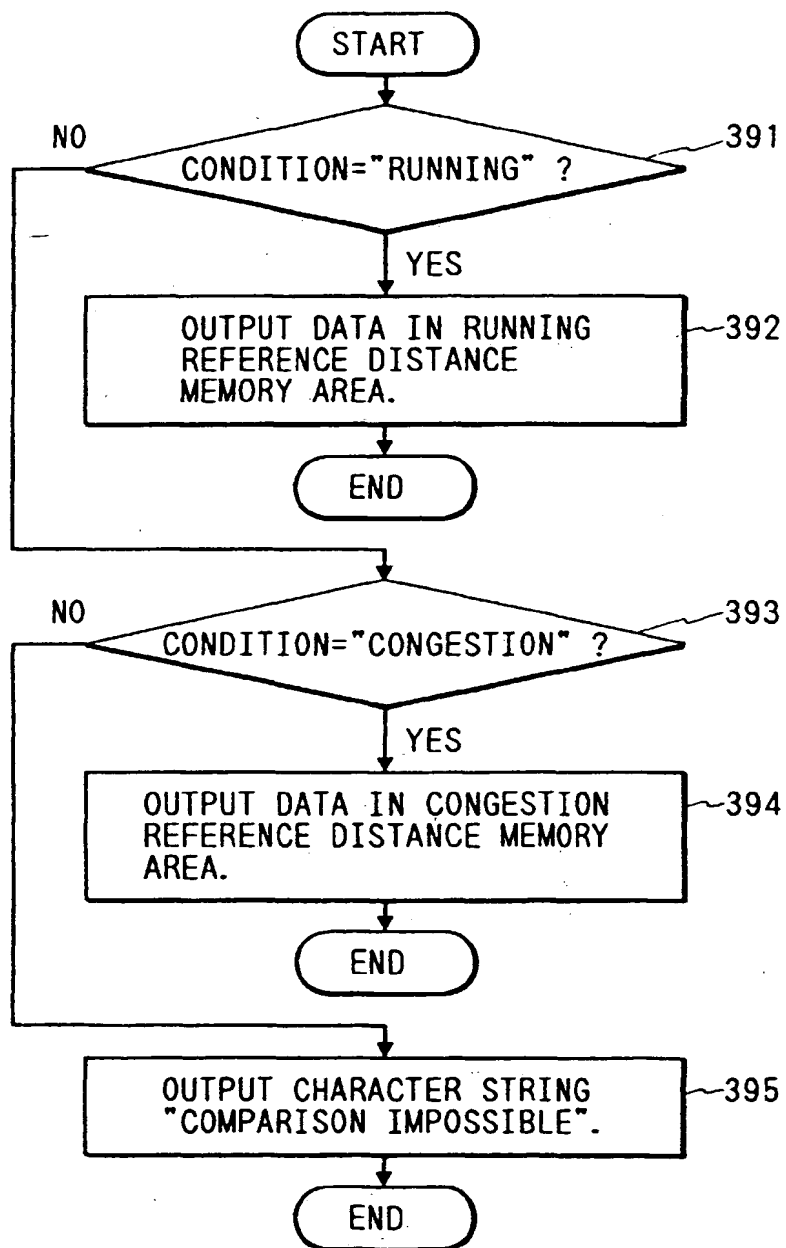 START
NO
CONDITION="RUNNING" ?
391
YES
OUTPUT DATA IN RUNNING
REFERENCE DISTANCE
MEMORY AREA.
392
END
NO
CONDITION="CONGESTION" ?
393
YES
OUTPUT DATA IN CONGESTION
REFERENCE DISTANCE MEMORY
AREA.
394
END
OUTPUT CHARACTER STRING
"COMPARISON IMPOSSIBLE".
395
END